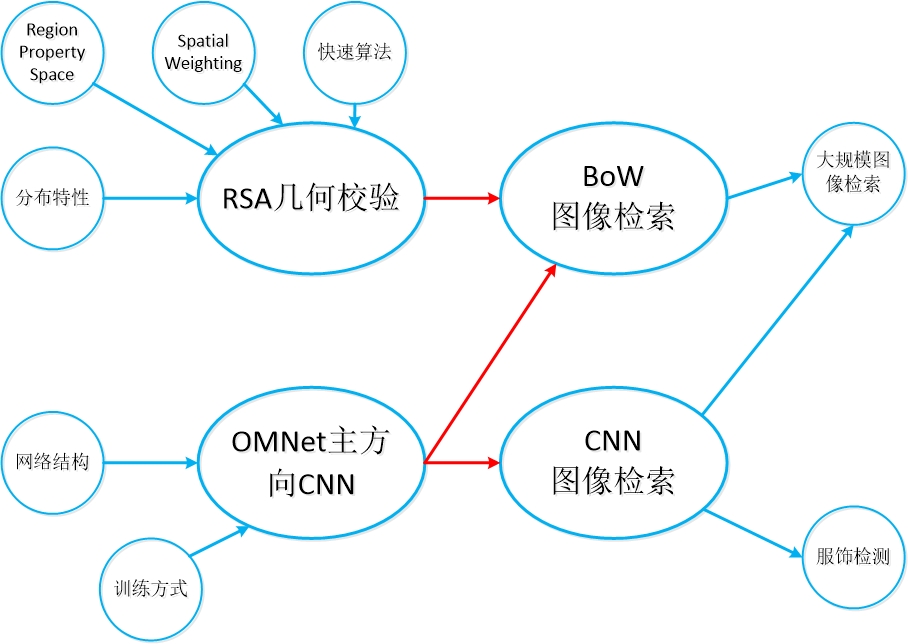 Region
Property
Space
Spatial
Weighting
快速算法
分布特性
RSA几何校验
BoW
图像检索
大规模图
像检索
网络结构
OMNet主方
向CNN
CNN
图像检索
训练方式
服饰检测